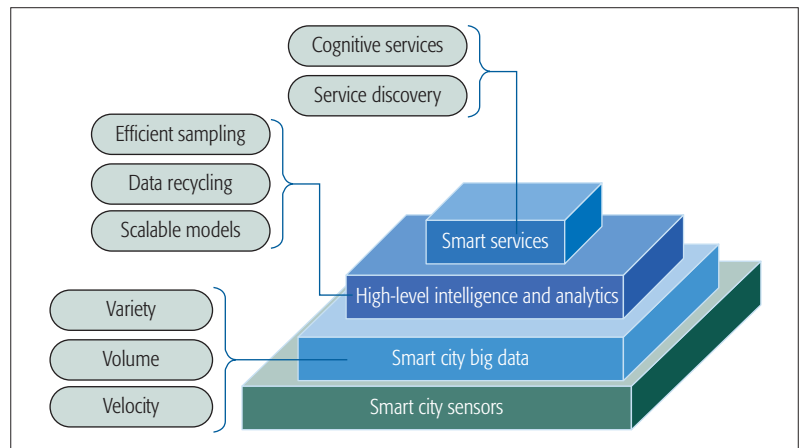 Cognitive services
Service discovery
Efficient sampling
Data recycling
Scalable models
Smart services
High-level intelligence and analytics
Variety
Volume
Velocity
Smart city big data
Smart city sensors